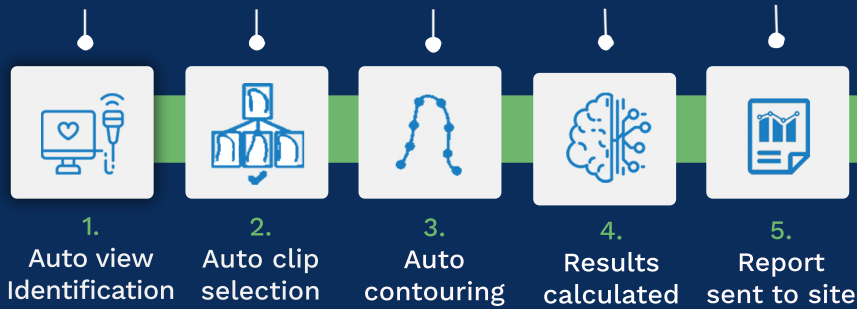 1.
Auto view
Identification
2.
Auto clip
selection
3.
Auto
contouring
4.
Results
calculated
5.
Report
sent to site